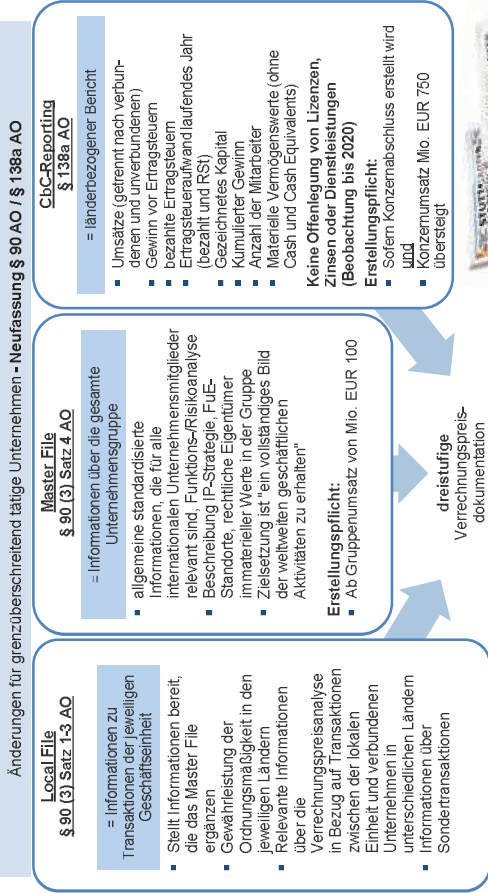 Änderungen für grenzüberschreitend tätige Unternehmen - Neufassung § 90 AO / § 138a AO
Local File
§ 90 (3) Satz 1-3 AO
= Informationen zu
Transaktionen der jeweiligen
Geschäftseinheit
▪ Stellt Informationen bereit,
die das Master File
ergänzen
▪ Gewährleistung der
Ordnungsmäßigkeit in den
jeweiligen Ländern
▪ Relevante Informationen
über die
Verrechnungspreisanalyse
in Bezug auf Transaktionen
zwischen der lokalen
Einheit und verbundenen
Unternehmen in
unterschiedlichen Ländern
▪ Informationen über
Sondertransaktionen
Master File
§ 90 (3) Satz 4 AO
= Informationen über die gesamte
Unternehmensgruppe
▪ allgemeine standardisierte
Informationen, die für alle
internationalen Unternehmensmitglieder
relevant sind, Funktions-/Risikoanalyse
▪ Beschreibung IP-Strategie, FuE-
Standorte, rechtliche Eigentümer
immaterieller Werte in der Gruppe
▪ Zielsetzung ist "ein vollständiges Bild
der weltweiten geschäftlichen
Aktivitäten zu erhalten"
Erstellungspflicht:
▪ Ab Gruppenumsatz von Mio. EUR 100
CbC-Reporting
§ 138a AO
= länderbezogener Bericht
▪ Umsätze (getrennt nach verbun-
denen und unverbundenen)
▪ Gewinn vor Ertragsteuern
▪ bezahlte Ertragsteuern
▪ Ertragsteueraufwand laufendes Jahr
(bezahlt und RSt)
▪ Gezeichnetes Kapital
▪ Kumulierter Gewinn
▪ Anzahl der Mitarbeiter
▪ Materielle Vermögenswerte (ohne
Cash und Cash Equivalents)
Keine Offenlegung von Lizenzen,
Zinsen oder Dienstleistungen
(Beobachtung bis 2020)
Erstellungspflicht:
▪ Sofern Konzernabschluss erstellt wird
und
▪ Konzernumsatz Mio. EUR 750
übersteigt
dreistufige
Verrechnungspreis-
dokumentation